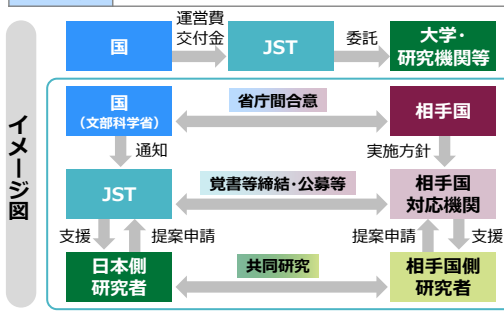 イメージ図
国
運営費
交付金
JST
委託
大学・
研究機関等
国
（文部科学省）
省庁間合意
相手国
通知
実施方針
JST
覚書等締結・公募等
相手国
対応機関
支援
提案申請
提案申請
支援
日本側
研究者
共同研究
相手国側
研究者